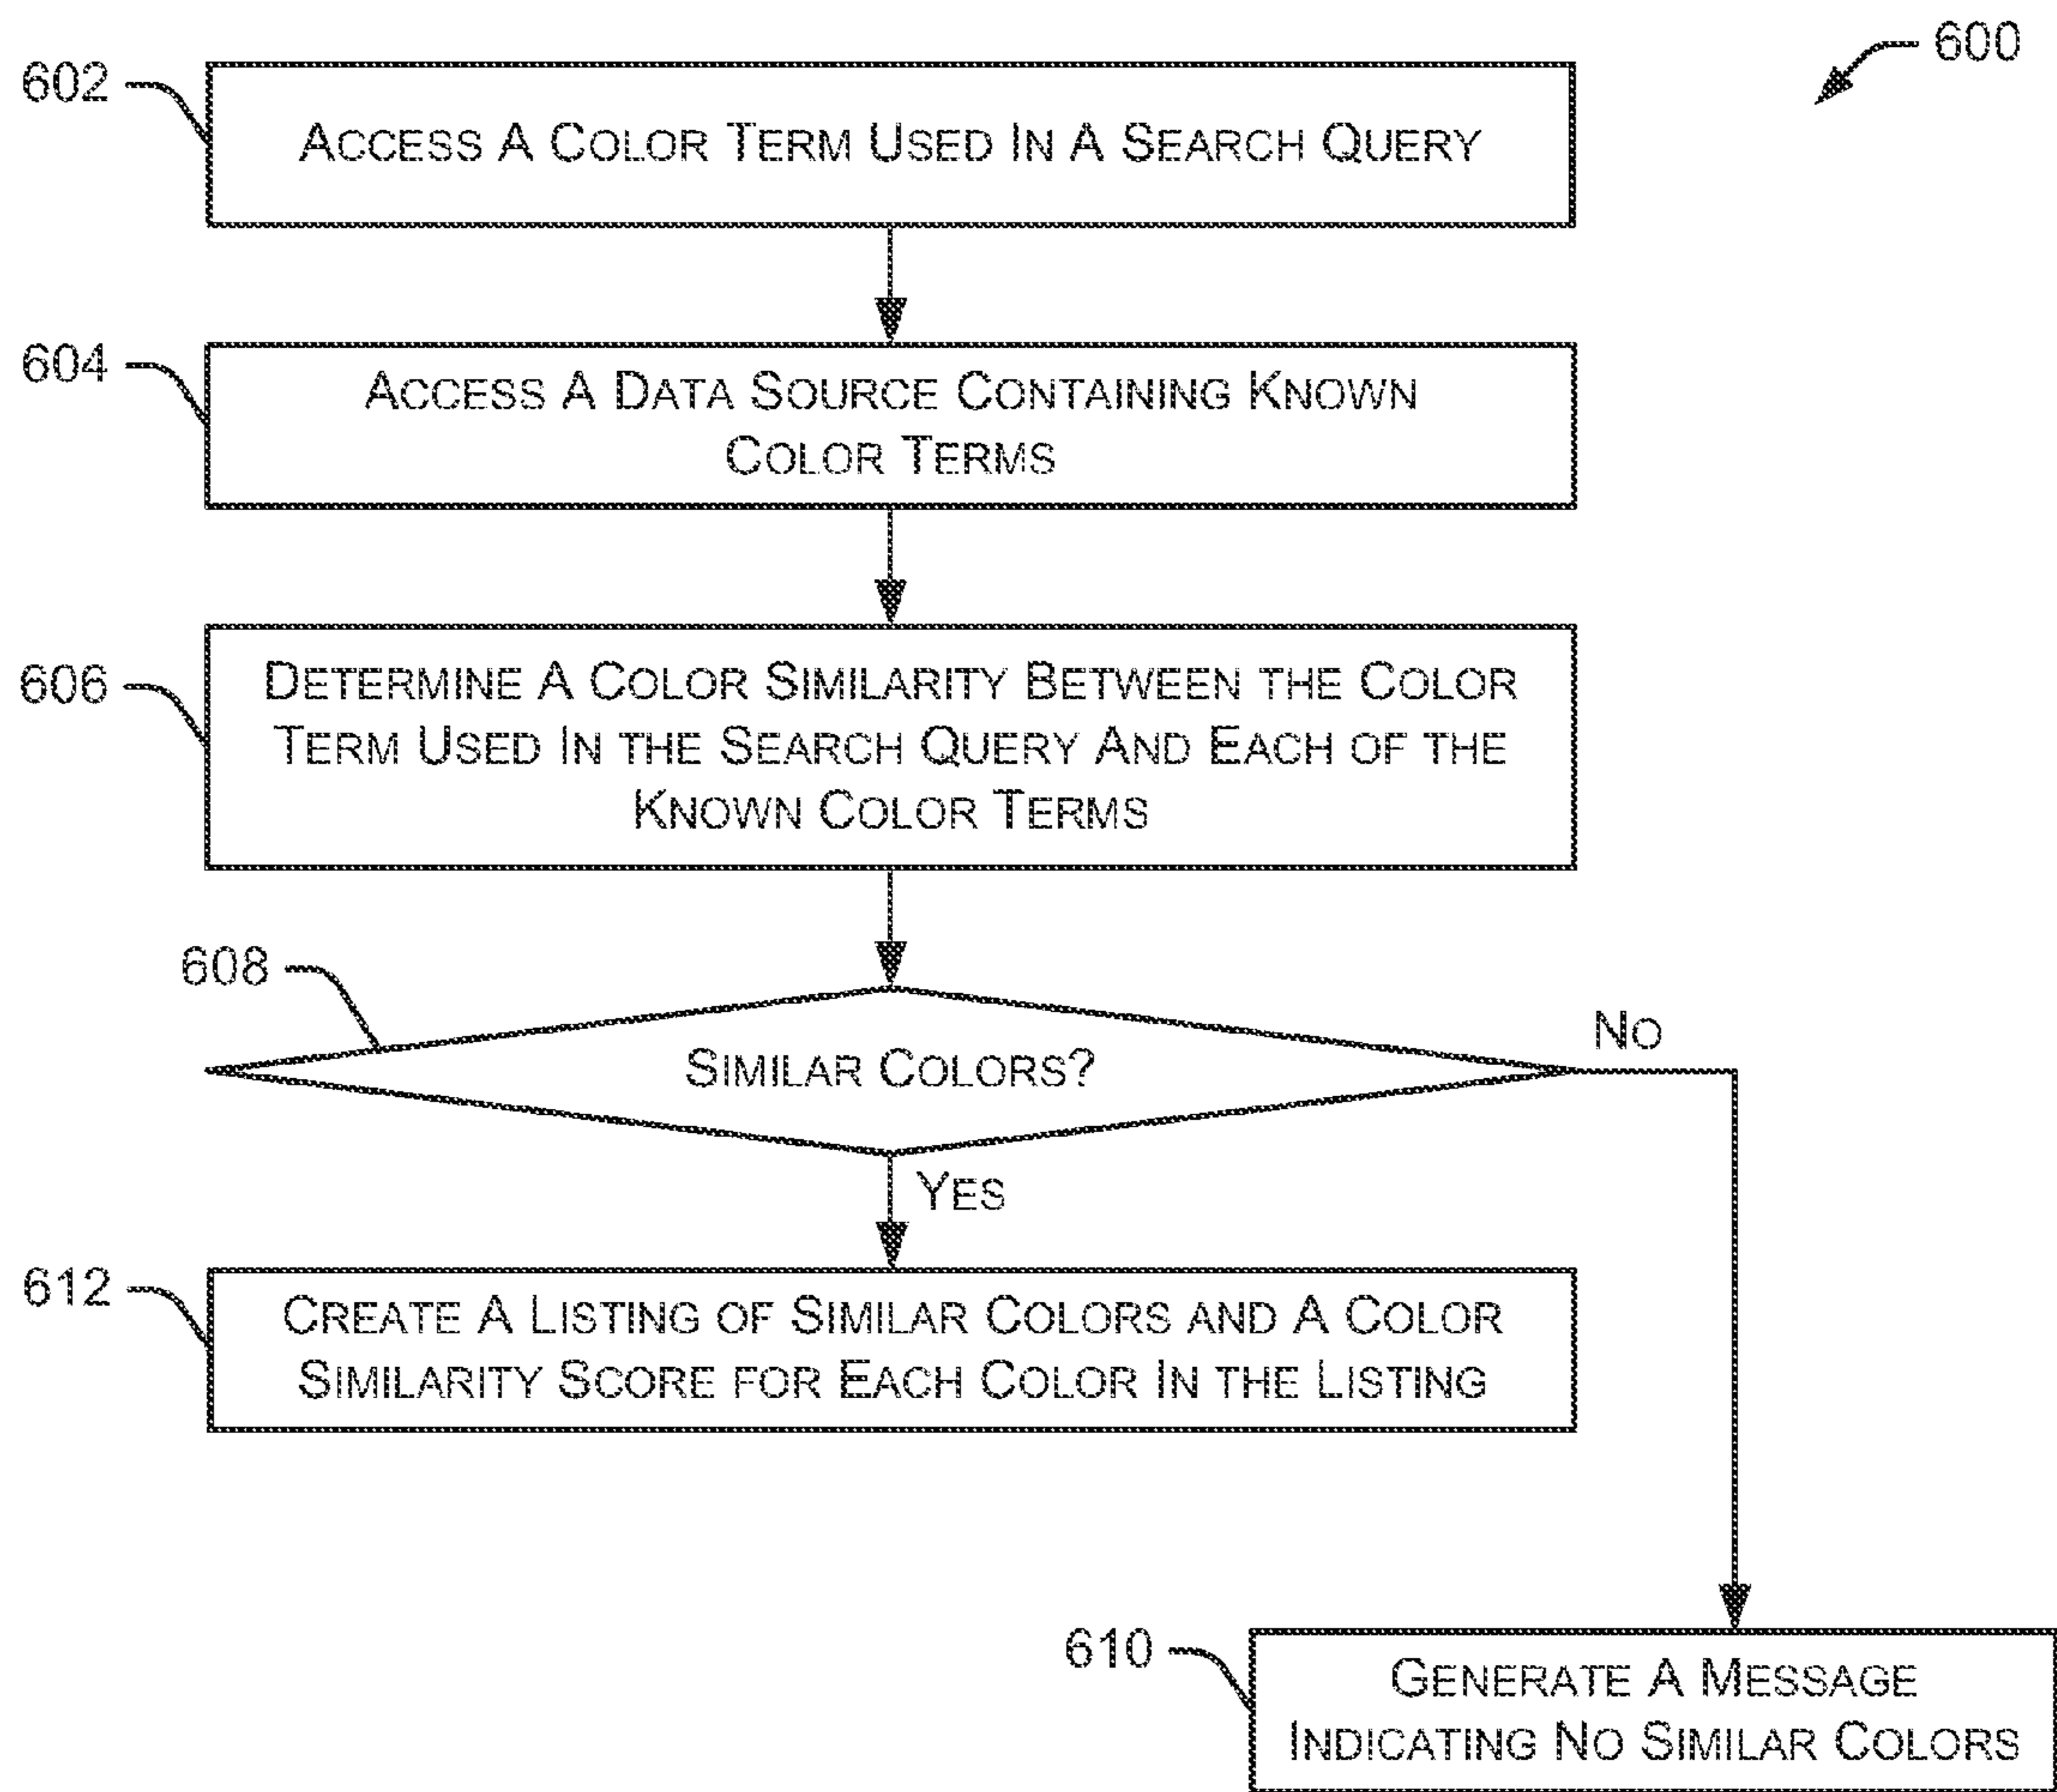 600
602
ACCESS A COLOR TERM USED IN A SEARCH QUERY
604
ACCESS A DATA SOURCE CONTAINING KNOWN
COLOR TERMS
606
DETERMINE A COLOR SIMILARITY BETWEEN THE COLOR
TERM USED IN THE SEARCH QUERY AND EACH OF THE
KNOWN COLOR TERMS
608
SIMILAR COLORS?
NO
YES
612
CREATE A LISTING OF SIMILAR COLORS AND A COLOR
SIMILARITY SCORE FOR EACH COLOR IN THE LISTING
610
GENERATE A MESSAGE
INDICATING NO SIMILAR COLORS